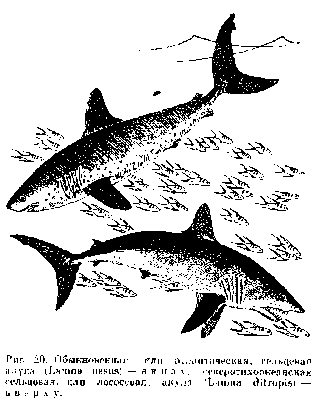 Рис 20. Обыкновенная или атлантическая, сельдевая
акула (Lamna nasus) — внизу, северотихоокеанская
сельдевая, или лососевая, акула (Lamna ditropis) —
вверху.